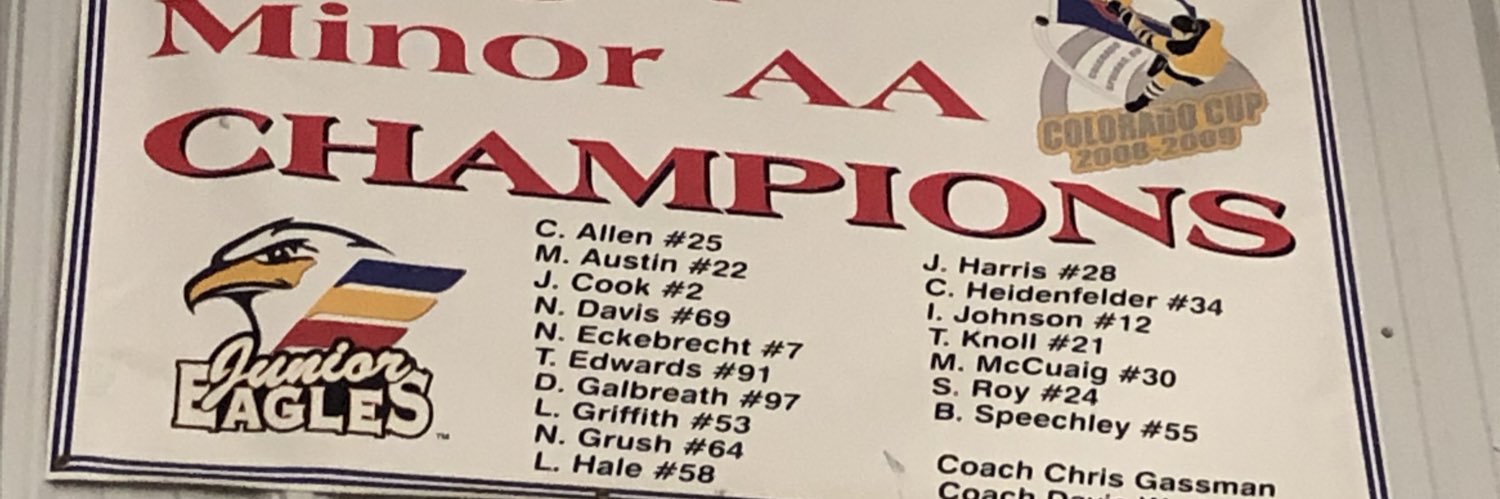 Minor AA
CHAMPIONS
COLORADO CUP
2008-2009
Junior
EAGLES
TM
C. Allen #25
M. Austin #22
J. Cook #2
N. Davis #69
N. Eckebrecht #7
T. Edwards #91
D. Galbreath #97
L. Griffith #53
N. Grush #64
L. Hale #58
J. Harris #28
C. Heidenfelder #34
I. Johnson #12
T. Knoll #21
M. McCuaig #30
S. Roy #24
B. Speechley #55
Coach Chris Gassman
Coach